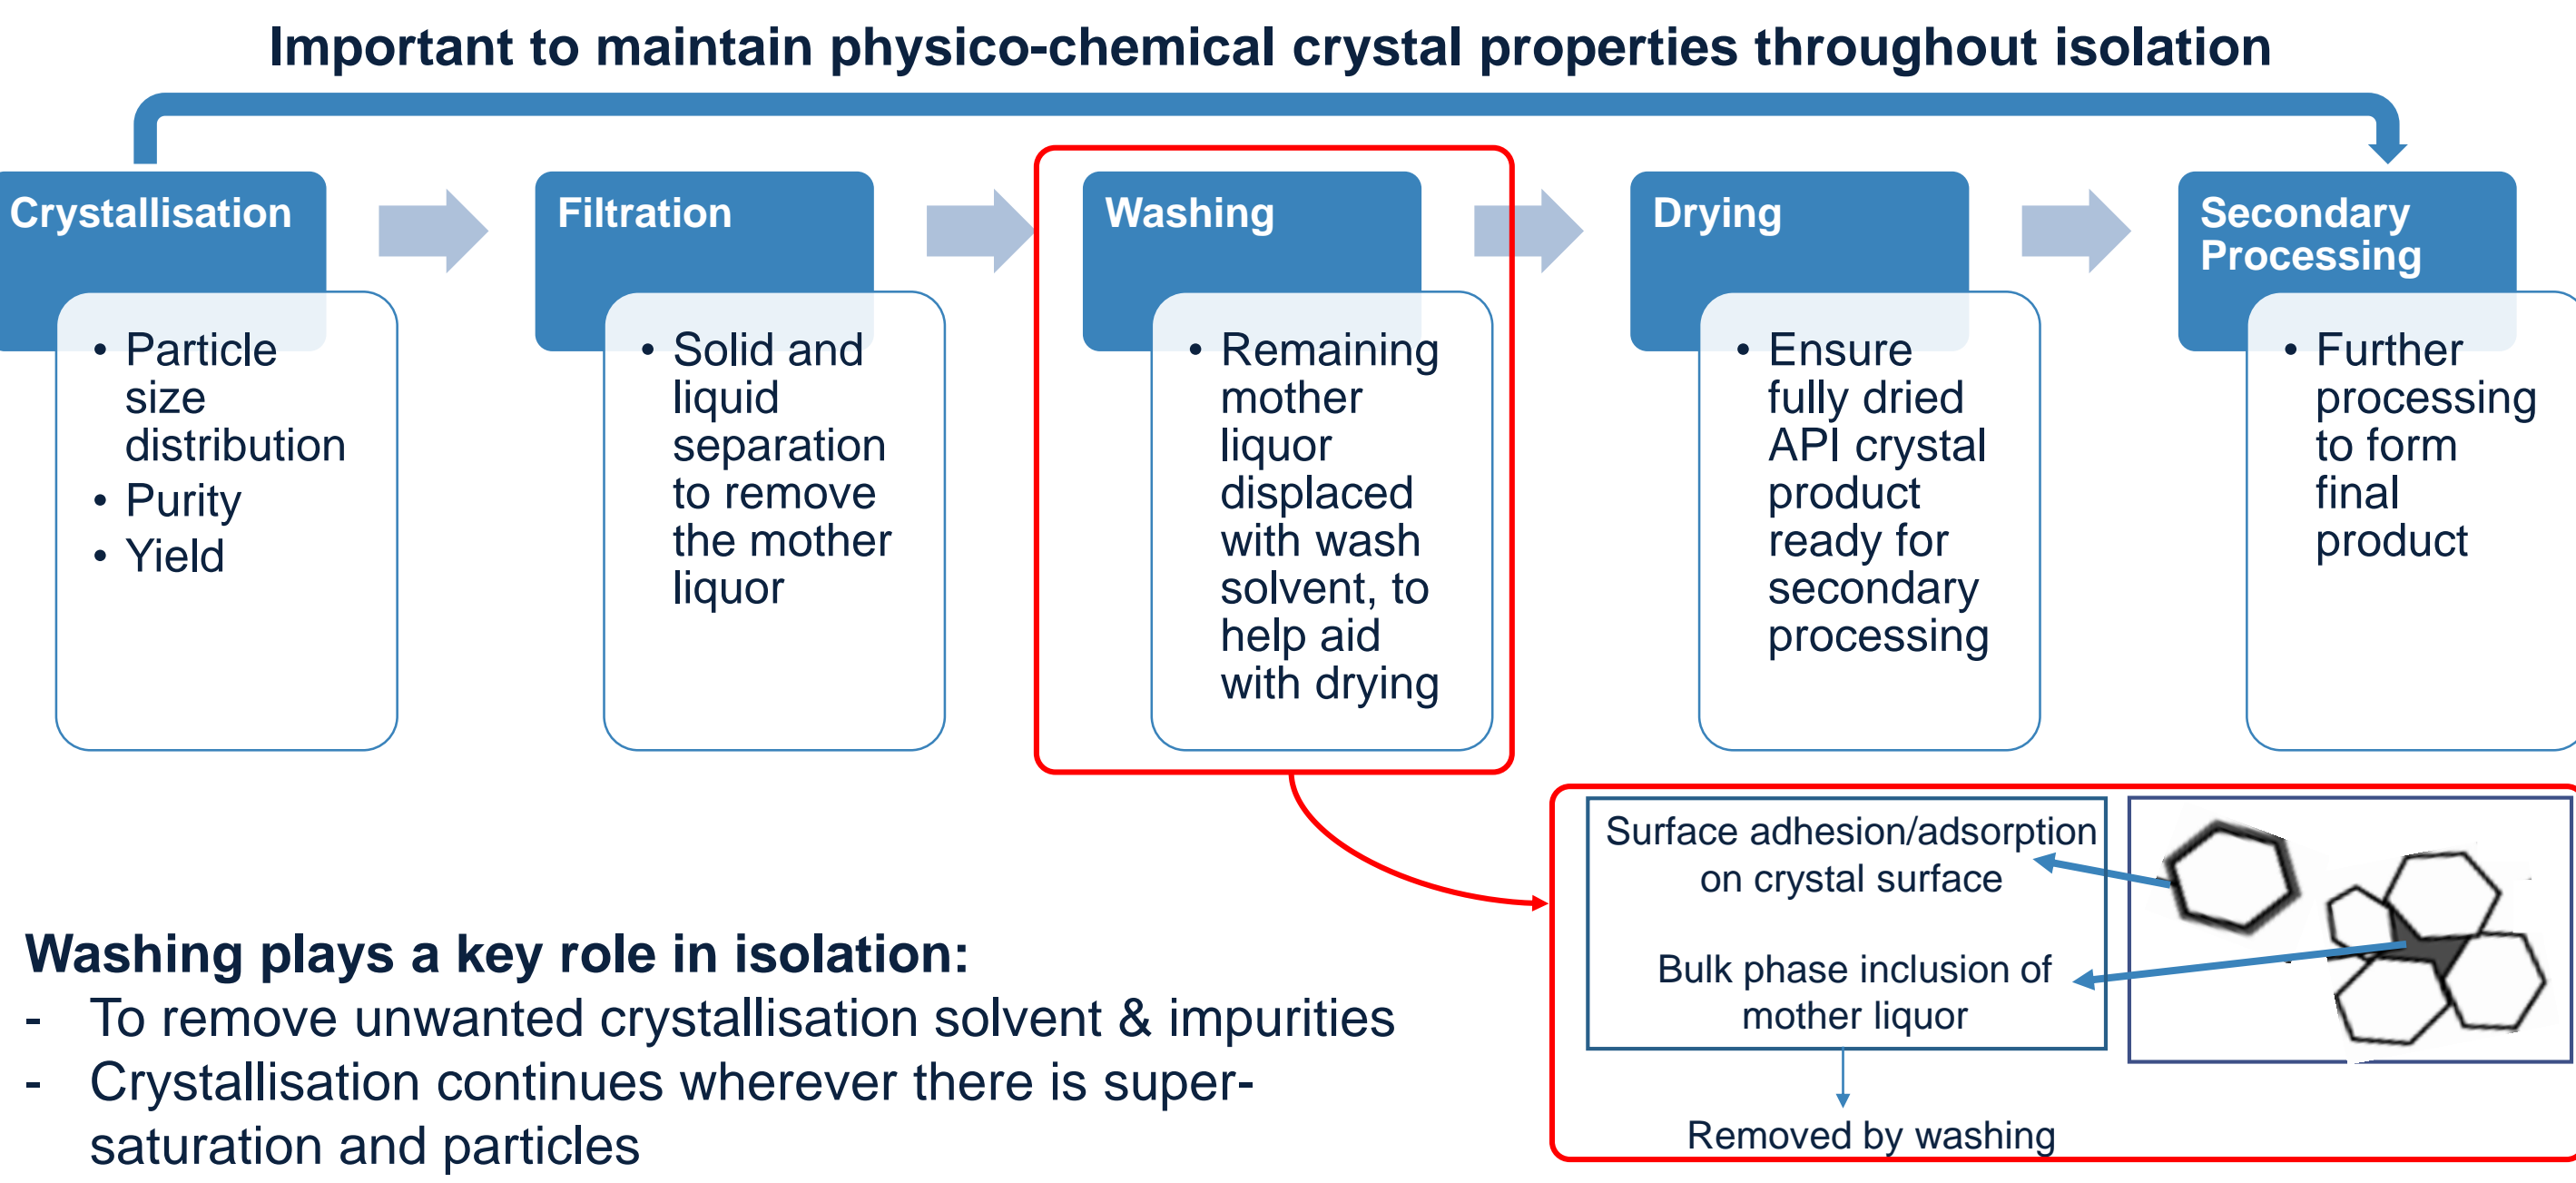 Important to maintain physico-chemical crystal properties throughout isolation
Crystallisation
• Particle
size
distribution
• Purity
• Yield
Filtration
• Solid and
liquid
separation
to remove
the mother
liquor
Washing
• Remaining
mother
liquor
displaced
with wash
solvent, to
help aid
with drying
Drying
• Ensure
fully dried
API crystal
product
ready for
secondary
processing
Secondary
Processing
• Further
processing
to form
final
product
Surface adhesion/adsorption
on crystal surface
Bulk phase inclusion of
mother liquor
Removed by washing
Washing plays a key role in isolation:
- To remove unwanted crystallisation solvent & impurities
- Crystallisation continues wherever there is super-
saturation and particles